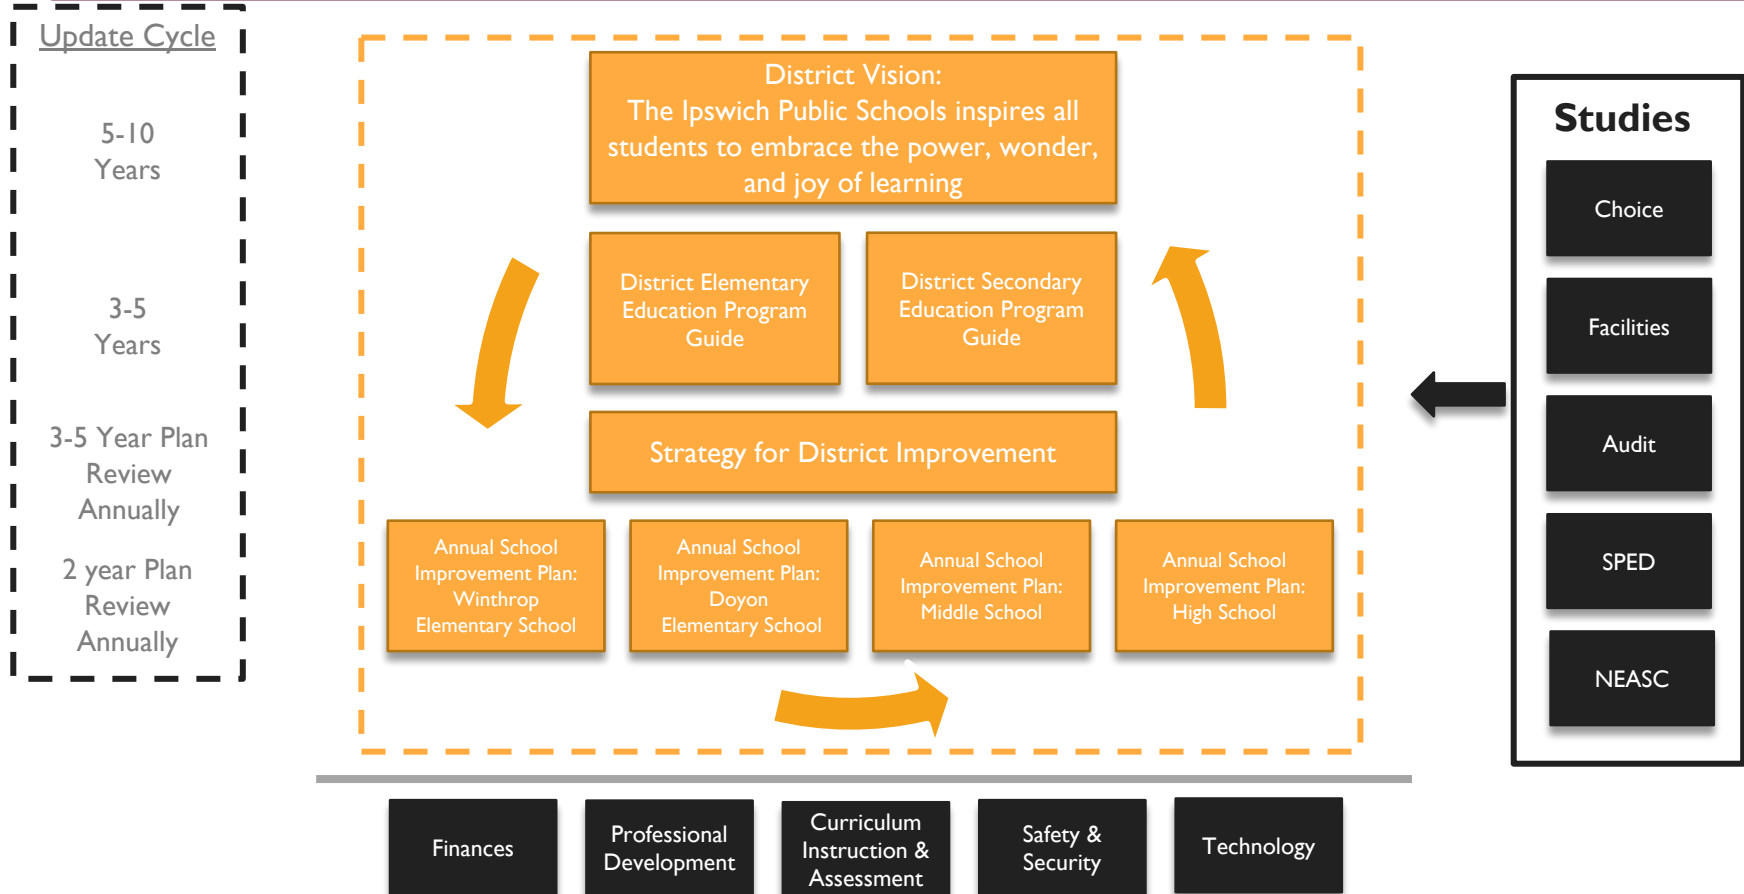 Update Cycle
5-10
Years
3-5
Years
3-5 Year Plan
Review
Annually
2 year Plan
Review
Annually
District Vision:
The Ipswich Public Schools inspires all
students to embrace the power, wonder,
and joy of learning
District Elementary
Education Program
Guide
District Secondary
Education Program
Guide
Strategy for District Improvement
Annual School
Improvement Plan:
Winthrop
Elementary School
Annual School
Improvement Plan:
Doyon
Elementary School
Annual School
Improvement Plan:
Middle School
Annual School
Improvement Plan:
High School
Studies
Choice
Facilities
Audit
SPED
NEASC
Finances
Professional
Development
Curriculum
Instruction &
Assessment
Safety &
Security
Technology